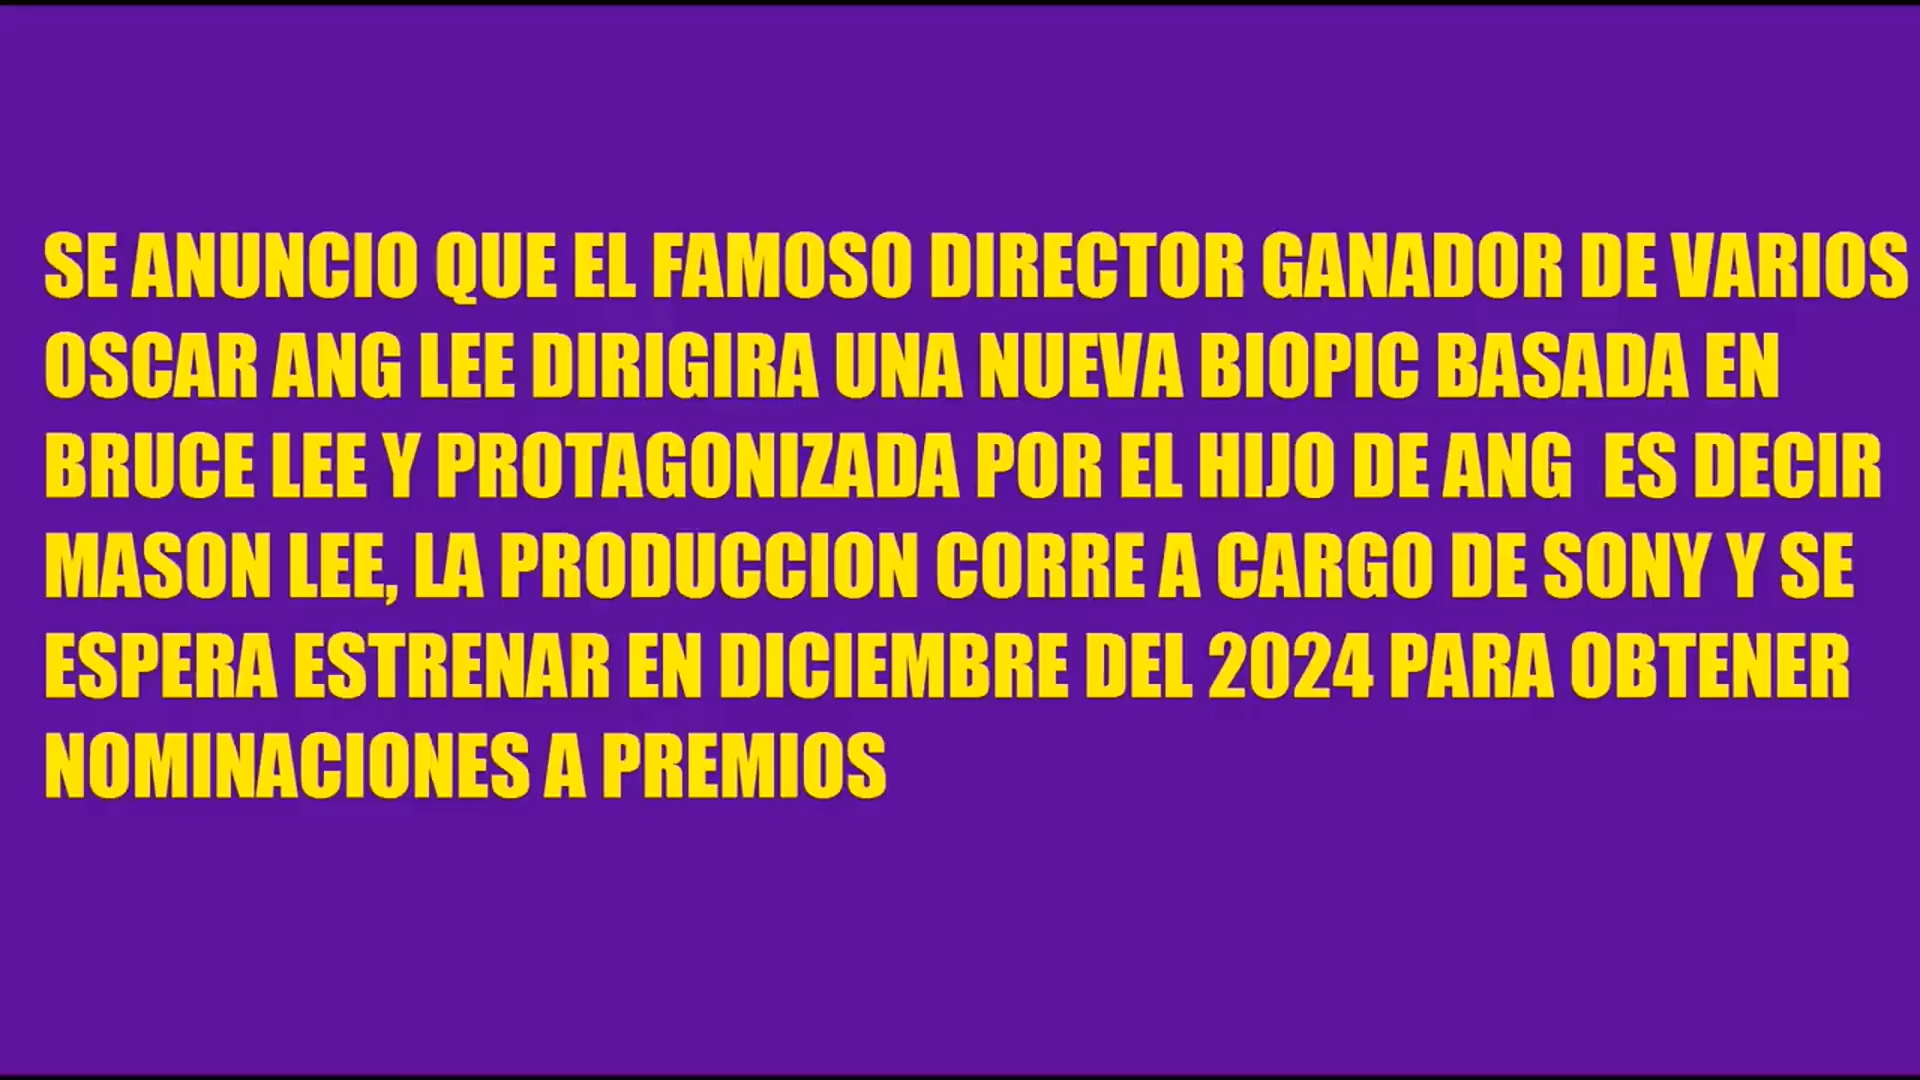 SE ANUNCIO QUE EL FAMOSO DIRECTOR GANADOR DE VARIOS
OSCAR ANG LEE DIRIGIRA UNA NUEVA BIOPIC BASADA EN
BRUCE LEE Y PROTAGONIZADA POR EL HIJO DE ANG  ES DECIR
MASON LEE, LA PRODUCCION CORRE A CARGO DE SONY Y SE
ESPERA ESTRENAR EN DICIEMBRE DEL 2024 PARA OBTENER
NOMINACIONES A PREMIOS